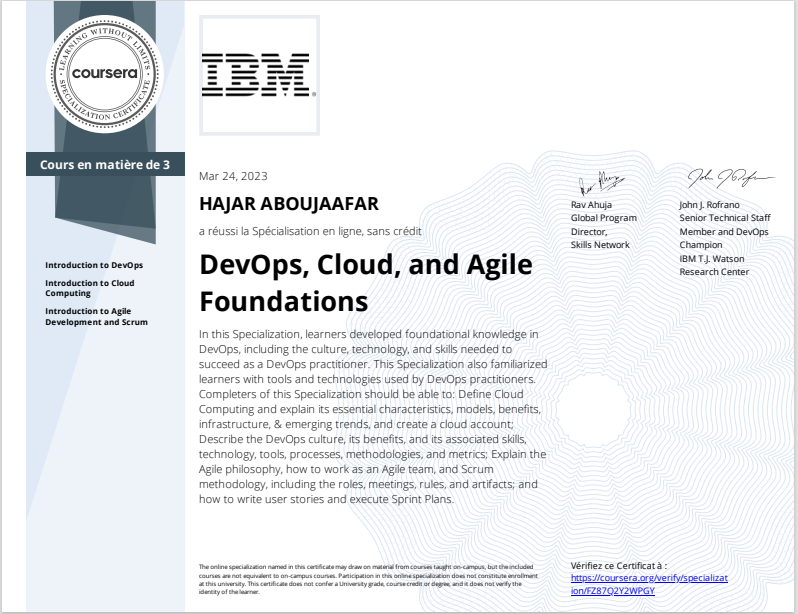 LEARNING WITHOUT LIMITS
coursera
SPECIALIZATION CERTIFICATE
IBM®
Cours en matière de 3
Introduction to DevOps
Introduction to Cloud
Computing
Introduction to Agile
Development and Scrum
Mar 24, 2023
HAJAR ABOUJAAFAR
a réussi la Spécialisation en ligne, sans crédit
DevOps, Cloud, and Agile
Foundations
In this Specialization, learners developed foundational knowledge in
DevOps, including the culture, technology, and skills needed to
succeed as a DevOps practitioner. This Specialization also familiarized
learners with tools and technologies used by DevOps practitioners.
Completers of this Specialization should be able to: Define Cloud
Computing and explain its essential characteristics, models, benefits,
infrastructure, & emerging trends, and create a cloud account;
Describe the DevOps culture, its benefits, and its associated skills,
technology, tools, processes, methodologies, and metrics; Explain the
Agile philosophy, how to work as an Agile team, and Scrum
methodology, including the roles, meetings, rules, and artifacts; and
how to write user stories and execute Sprint Plans.
Rav Ahuja
Global Program
Director,
Skills Network
John J. Rofrano
Senior Technical Staff
Member and DevOps
Champion
IBM T.J. Watson
Research Center
The online specialization named in this certificate may draw on material from courses taught on-campus, but the included
courses are not equivalent to on-campus courses. Participation in this online specialization does not constitute enrollment
at this university. This certificate does not confer a University grade, course credit or degree, and it does not verify the
identity of the learner.
Vérifiez ce Certificat à :
https://coursera.org/verify/specializat
ion/FZ87Q2Y2WPGY